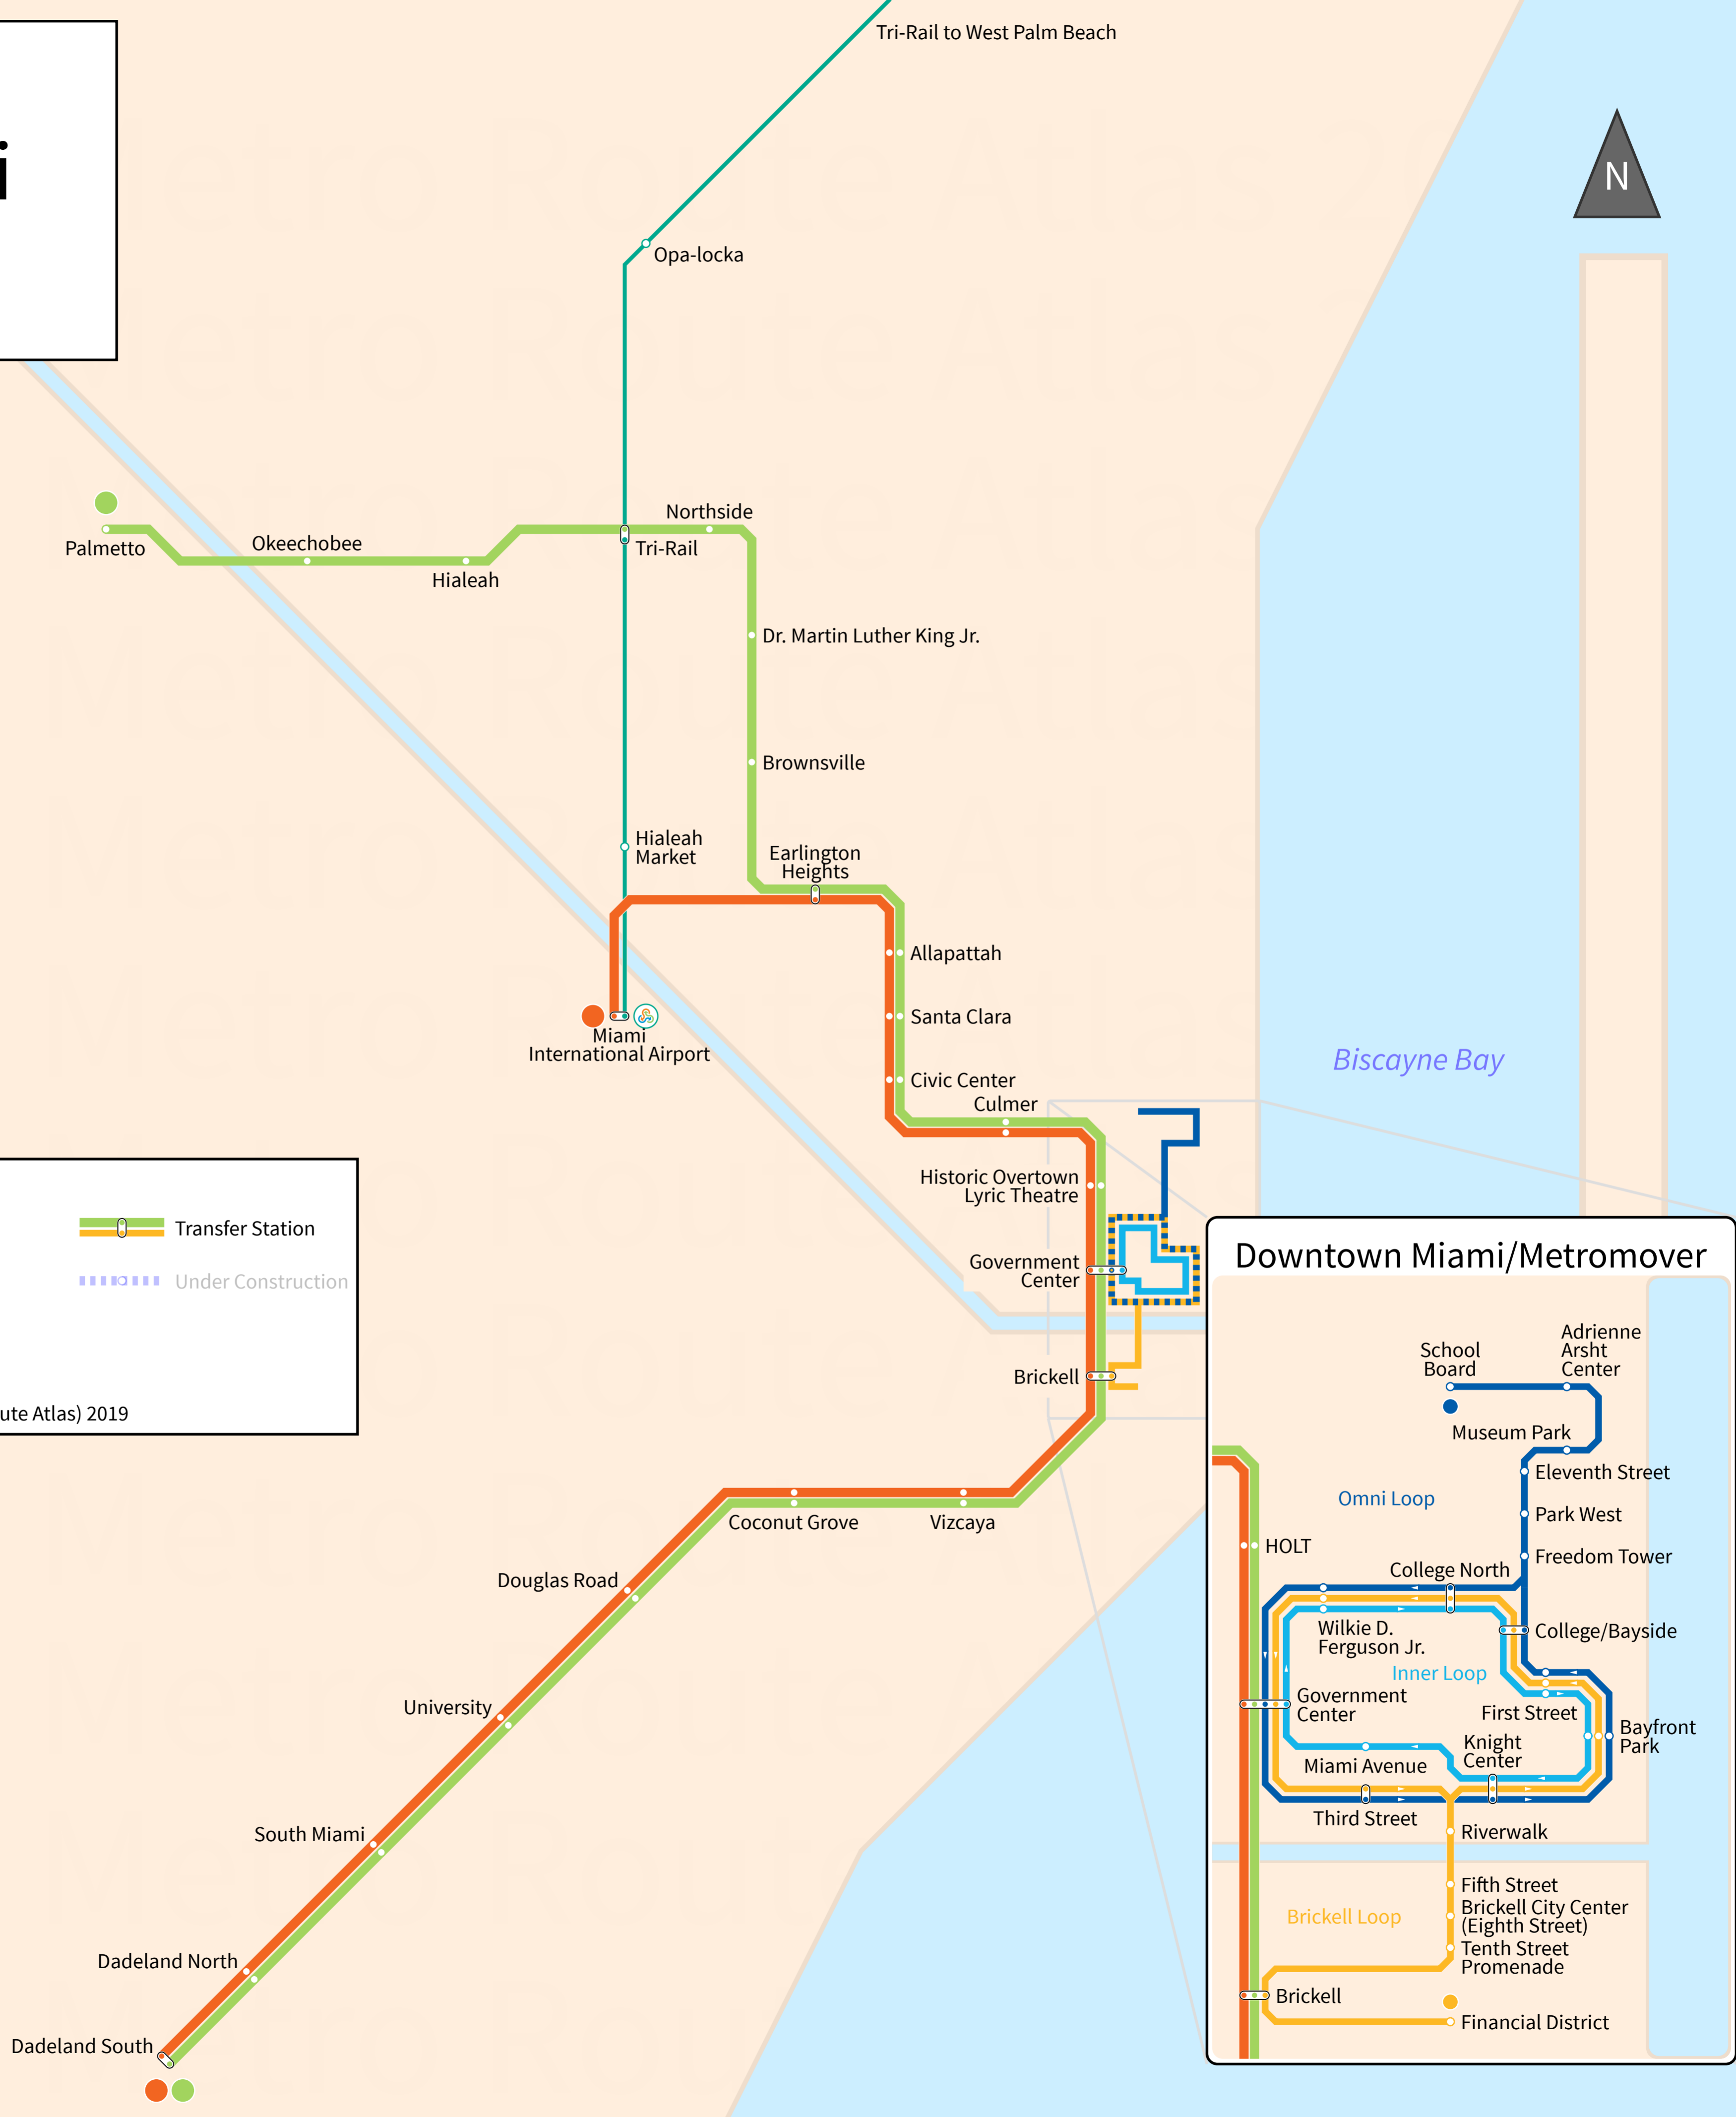 i
Tri-Rail to West Palm Beach
N
Opa-locka
Northside
Palmetto
Okeechobee
Tri-Rail
Hialeah
Dr. Martin Luther King Jr.
Brownsville
Hialeah
Market
Earlington
Heights
Allapattah
Santa Clara
Miami
International Airport
Biscayne Bay
Civic Center
Culmer
Historic Overtown
Lyric Theatre
Transfer Station
Under Construction
ute Atlas) 2019
Government
Center
Brickell
Coconut Grove
Vizcaya
Douglas Road
University
South Miami
Dadeland North
Dadeland South
Downtown Miami/Metromover
School
Board
Adrienne
Arsht
Center
Museum Park
Eleventh Street
Omni Loop
Park West
HOLT
Freedom Tower
College North
Wilkie D.
Ferguson Jr.
College/Bayside
Inner Loop
Government
Center
First Street
Bayfront
Park
Knight
Center
Miami Avenue
Third Street
Riverwalk
Fifth Street
Brickell Loop
Brickell City Center
(Eighth Street)
Tenth Street
Promenade
Brickell
Financial District